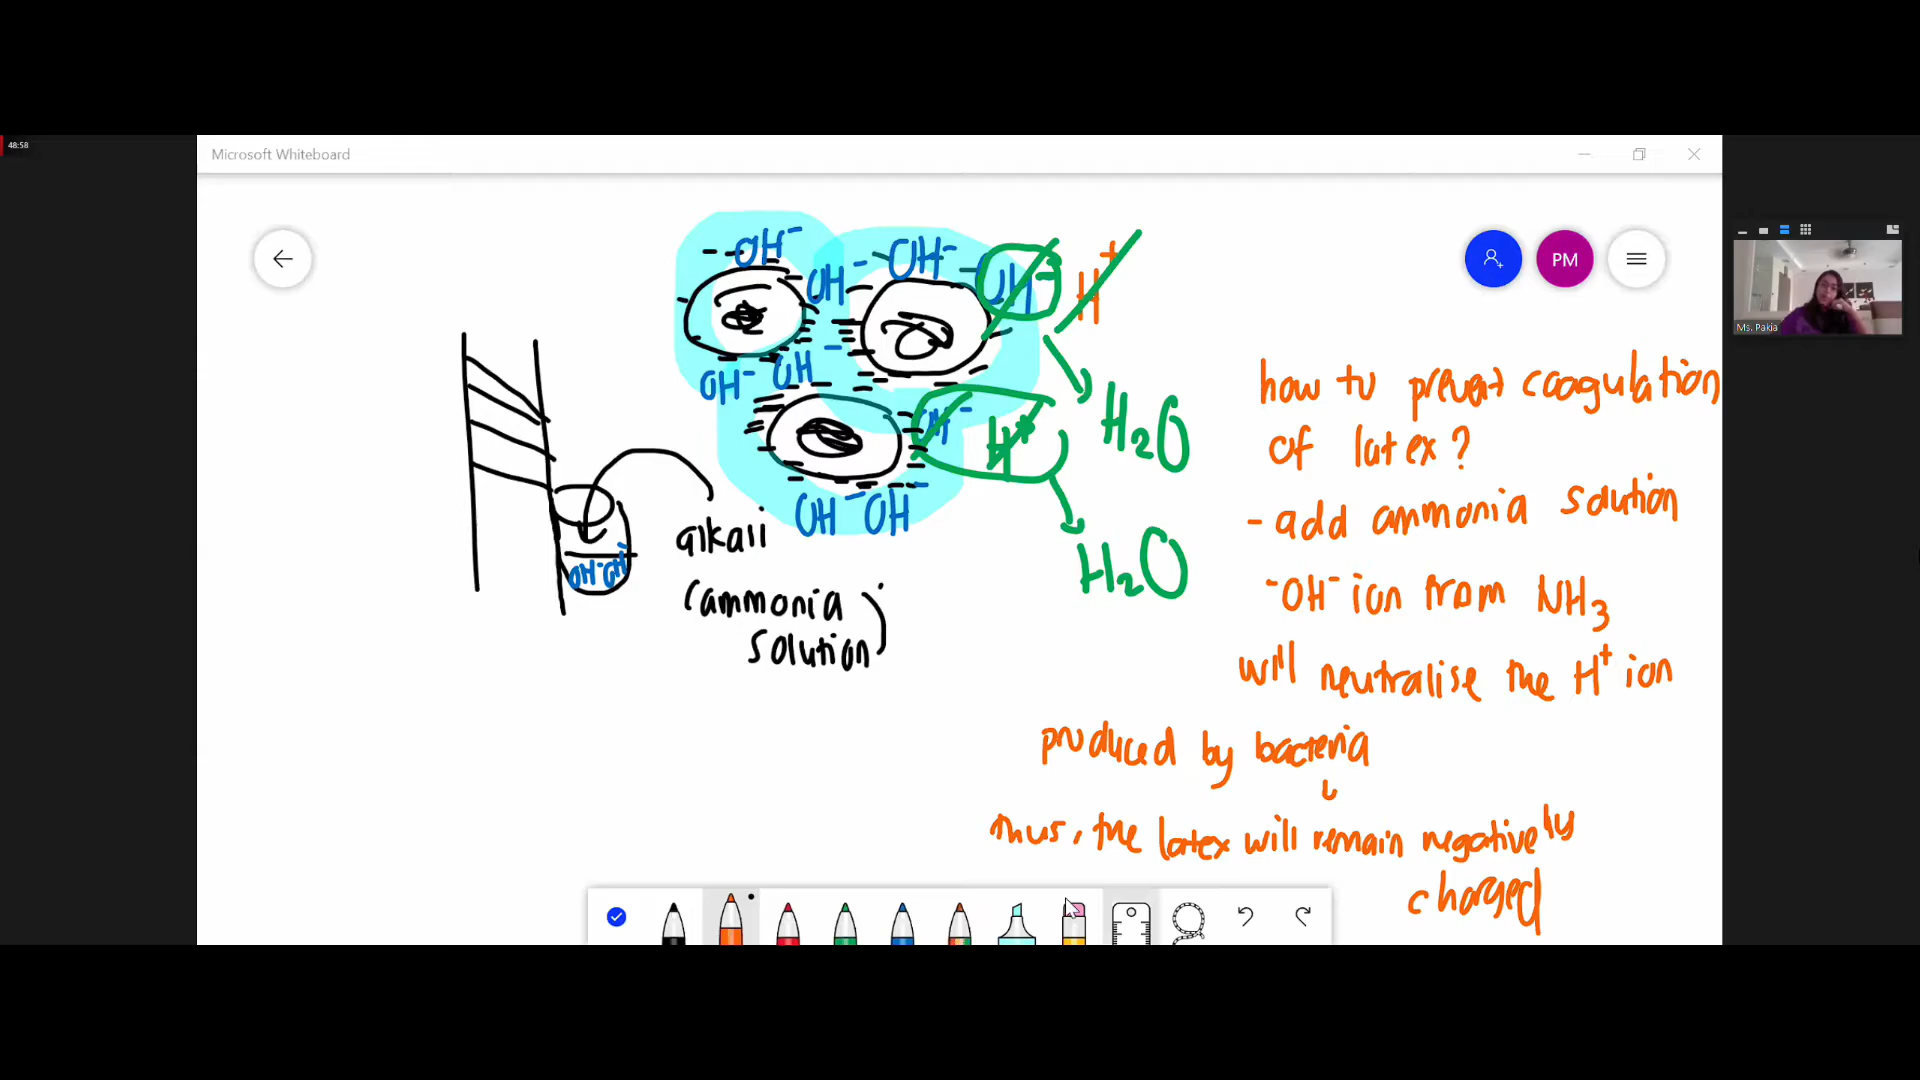 48:58
Microsoft Whiteboard
PM
Ms. Pakia
OH⁻
OH⁻
OH⁻
OH⁻
H⁺
OH⁻
OH⁻
H⁺
H₂O
OH⁻ OH⁻
H₂O
OH⁻ OH⁻
alkali
(ammonia
solution)
how to prevent coagulation
of latex?
- add ammonia solution
- OH⁻ ion from NH₃
will neutralise the H⁺ ion
produced by bacteria
thus, the latex will remain negatively
charged